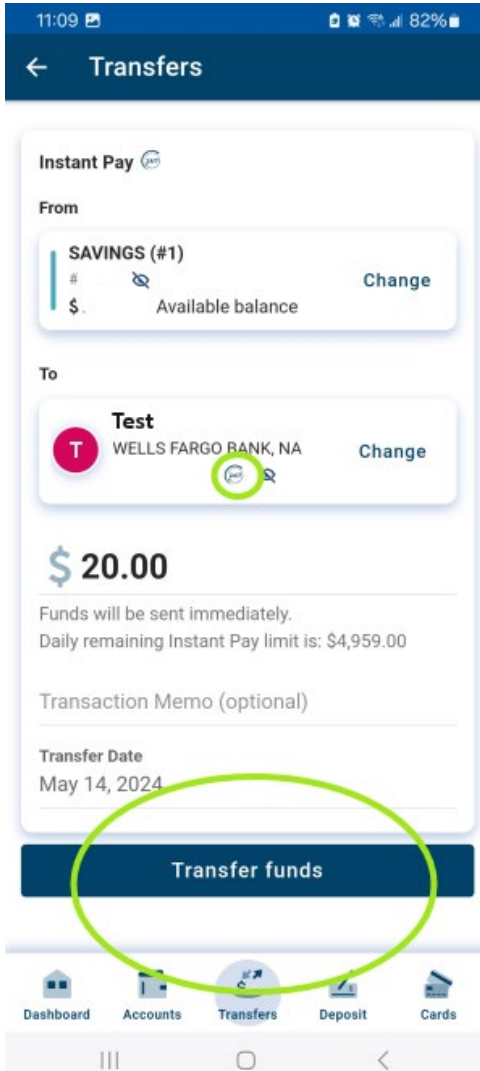 11:09 82%
Transfers
Instant Pay
From
SAVINGS (#1)
#
$ Available balance
Change
To
T
Test
WELLS FARGO BANK, NA
Change
$ 20.00
Funds will be sent immediately.
Daily remaining Instant Pay limit is: $4,959.00
Transaction Memo (optional)
Transfer Date
May 14, 2024
Transfer funds
Dashboard Accounts Transfers Deposit Cards